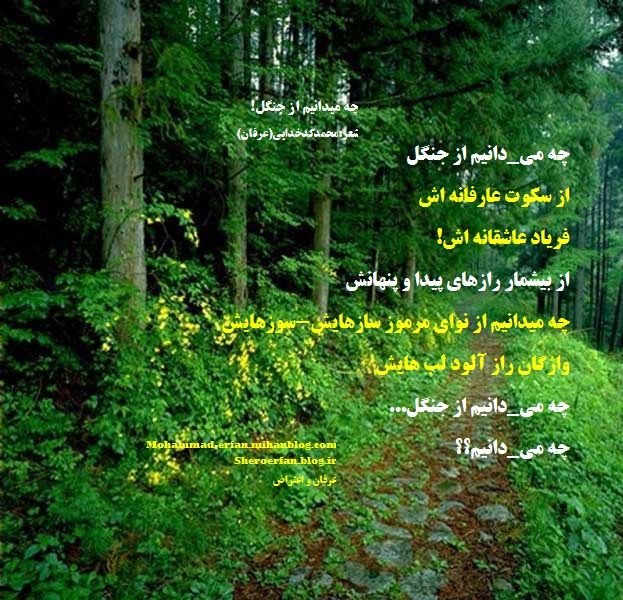 چه میدانیم از جنگل!
شعر:محمدکدخدایی(عرفان)
چه می_دانیم از جنگل
از سکوت عارفانه اش
فریاد عاشقانه اش!
از بیشمار رازهای پیدا و پنهانش
چه میدانیم از نوای مرموز سازهایش-سوزهایش
واژگان راز آلود لب هایش
چه می_دانیم از جنگل...
چه می_دانیم؟؟
Mohammad.erfan.mihanblog.com
Sheroerfan.blog.ir
عرفان و اعتراض